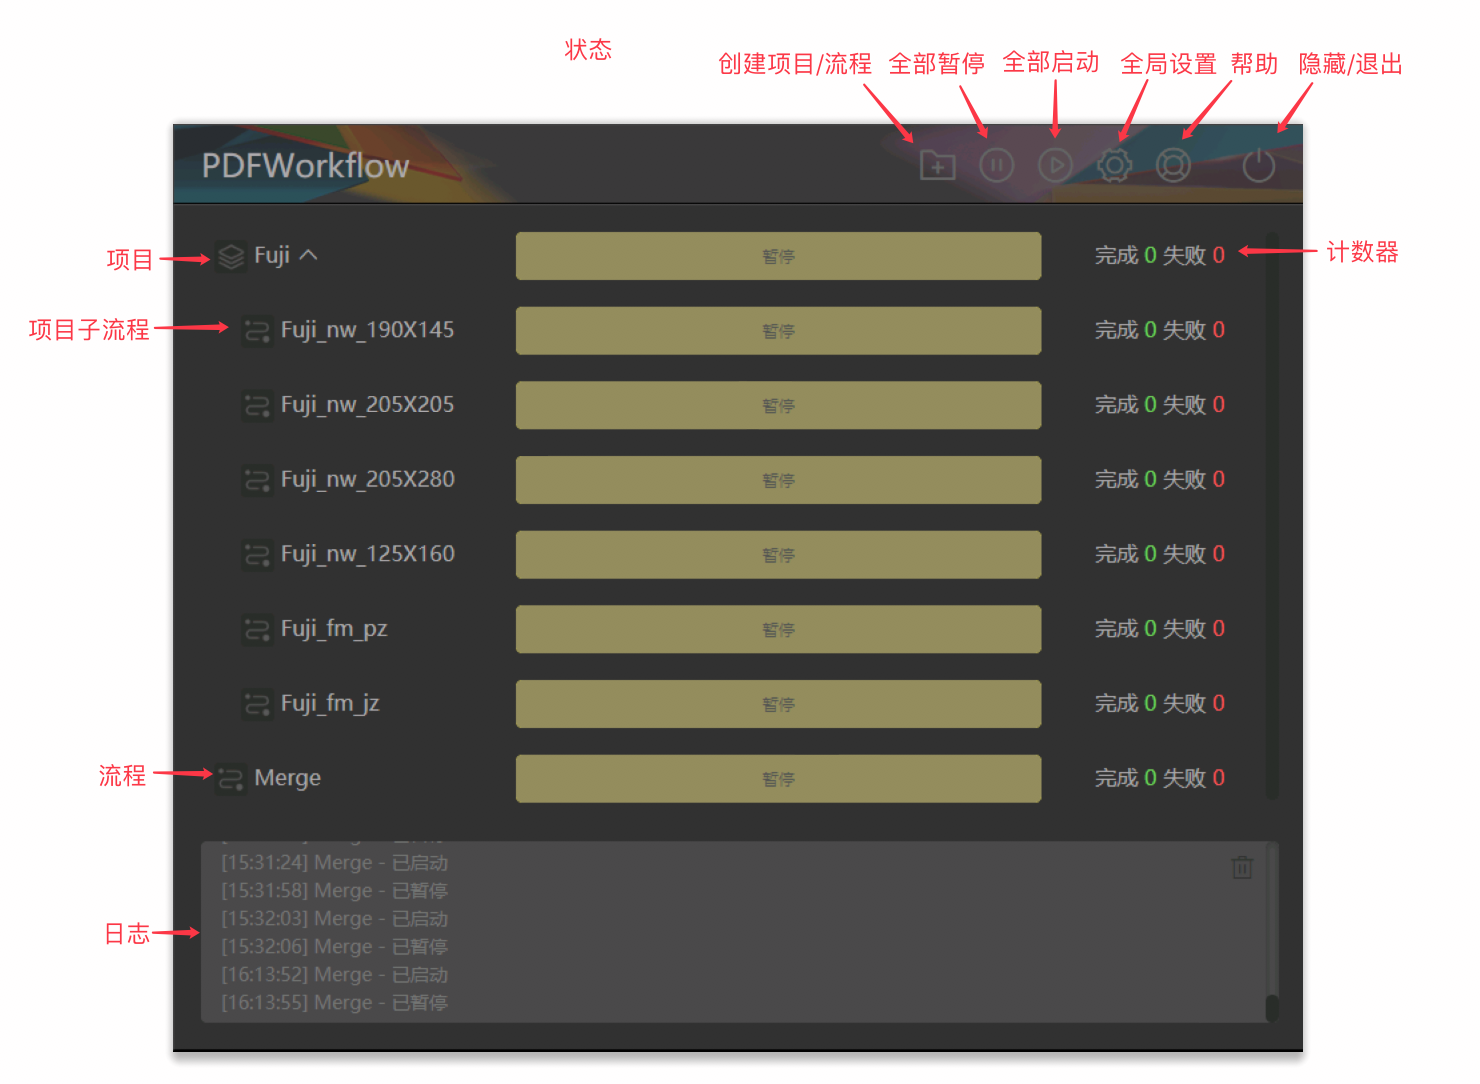 状态
创建项目/流程 全部暂停 全部启动 全局设置 帮助 隐藏/退出
PDFWorkflow
项目 Fuji 暂停 完成 0 失败 0 计数器
项目子流程 Fuji_nw_190X145 暂停 完成 0 失败 0
Fuji_nw_205X205 暂停 完成 0 失败 0
Fuji_nw_205X280 暂停 完成 0 失败 0
Fuji_nw_125X160 暂停 完成 0 失败 0
Fuji_fm_pz 暂停 完成 0 失败 0
Fuji_fm_jz 暂停 完成 0 失败 0
流程 Merge 暂停 完成 0 失败 0
[15:31:24] Merge - 已启动
[15:31:58] Merge - 已暂停
[15:32:03] Merge - 已启动
日志
[15:32:06] Merge - 已暂停
[16:13:52] Merge - 已启动
[16:13:55] Merge - 已暂停